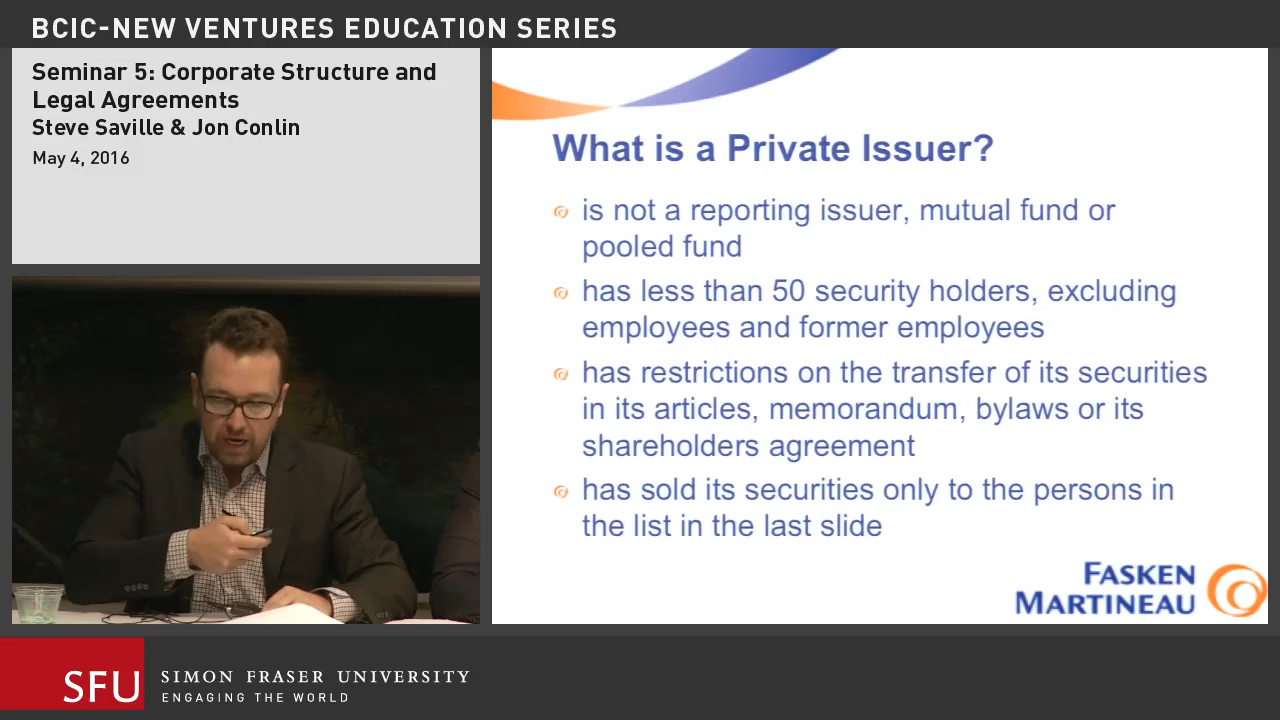 BCIC-NEW VENTURES EDUCATION SERIES
Seminar 5: Corporate Structure and
Legal Agreements
Steve Saville & Jon Conlin
May 4, 2016
What is a Private Issuer?
is not a reporting issuer, mutual fund or
pooled fund
has less than 50 security holders, excluding
employees and former employees
has restrictions on the transfer of its securities
in its articles, memorandum, bylaws or its
shareholders agreement
has sold its securities only to the persons in
the list in the last slide
FASKEN
MARTINEAU
SFU
SIMON FRASER UNIVERSITY
ENGAGING THE WORLD